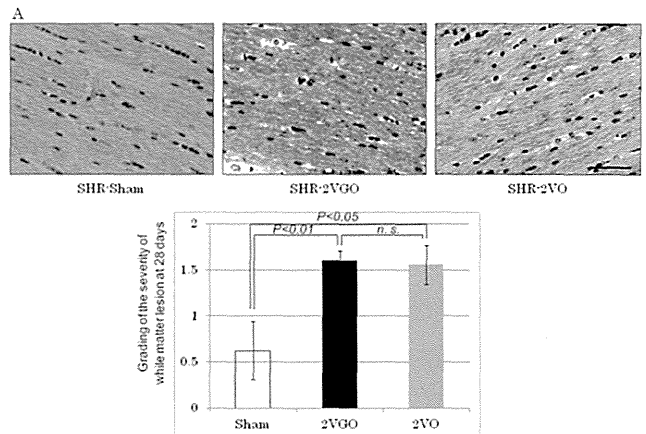 A
SHR-Sham SHR-2VGO SHR-2VO
P<0.05
P<0.01 n.s.
Grading of the severity of
while matter lesion at 28 days
2
1.5
1
0.5
0
Sham 2VGO 2VO